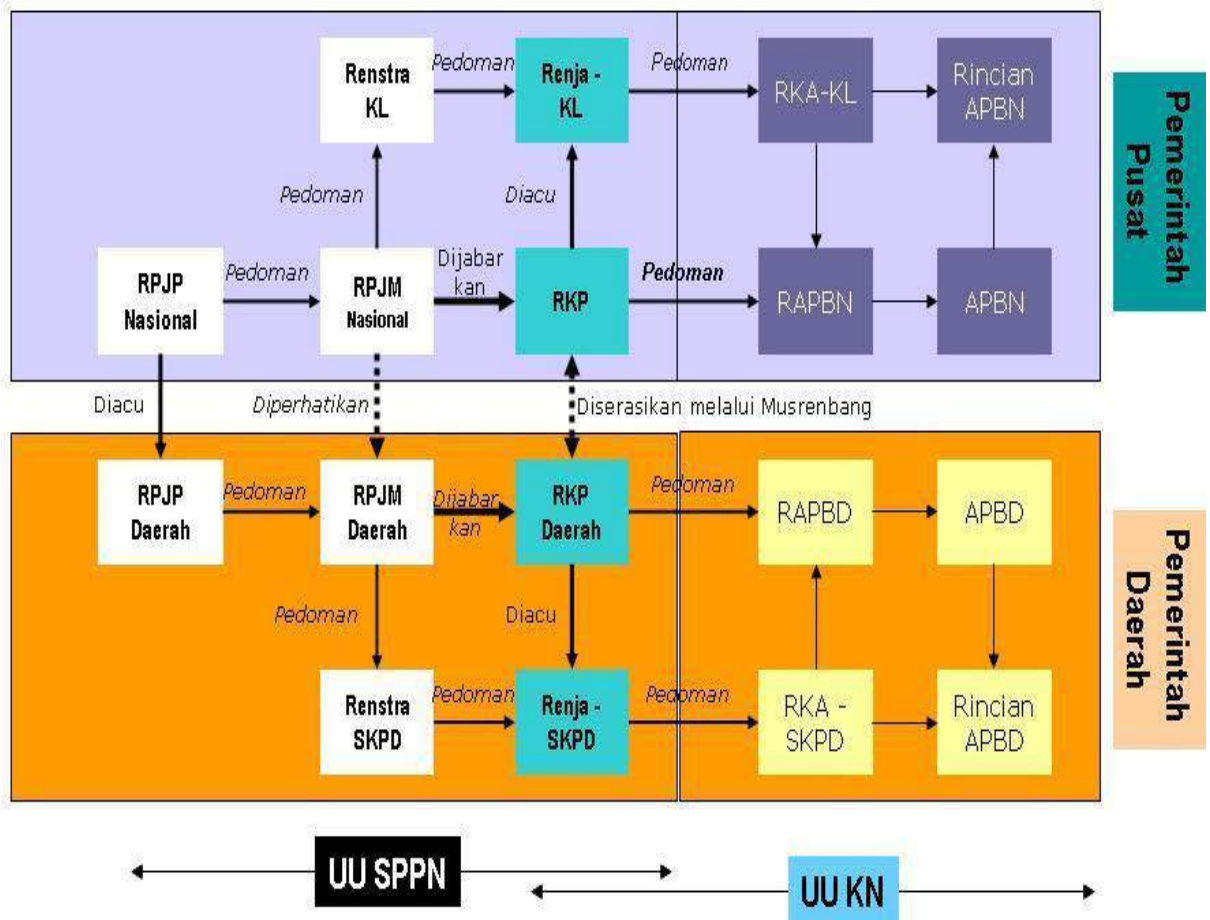 Renstra
KL
Pedoman
Renja -
KL
Pedoman
RKA-KL
Rincian
APBN
Pemerintah
Pusat
Pedoman
Diacu
RPJP
Nasional
Pedoman
RPJM
Nasional
Dijabar
kan
RKP
Pedoman
RAPBN
APBN
Diacu
Diperhatikan
Diserasikan melalui Musrenbang
RPJP
Daerah
Pedoman
RPJM
Daerah
Dijabar
kan
RKP
Daerah
Pedoman
RAPBD
APBD
Pemerintah
Daerah
Pedoman
Diacu
Renstra
SKPD
Pedoman
Renja -
SKPD
Pedoman
RKA -
SKPD
Rincian
APBD
UU SPPN
UU KN